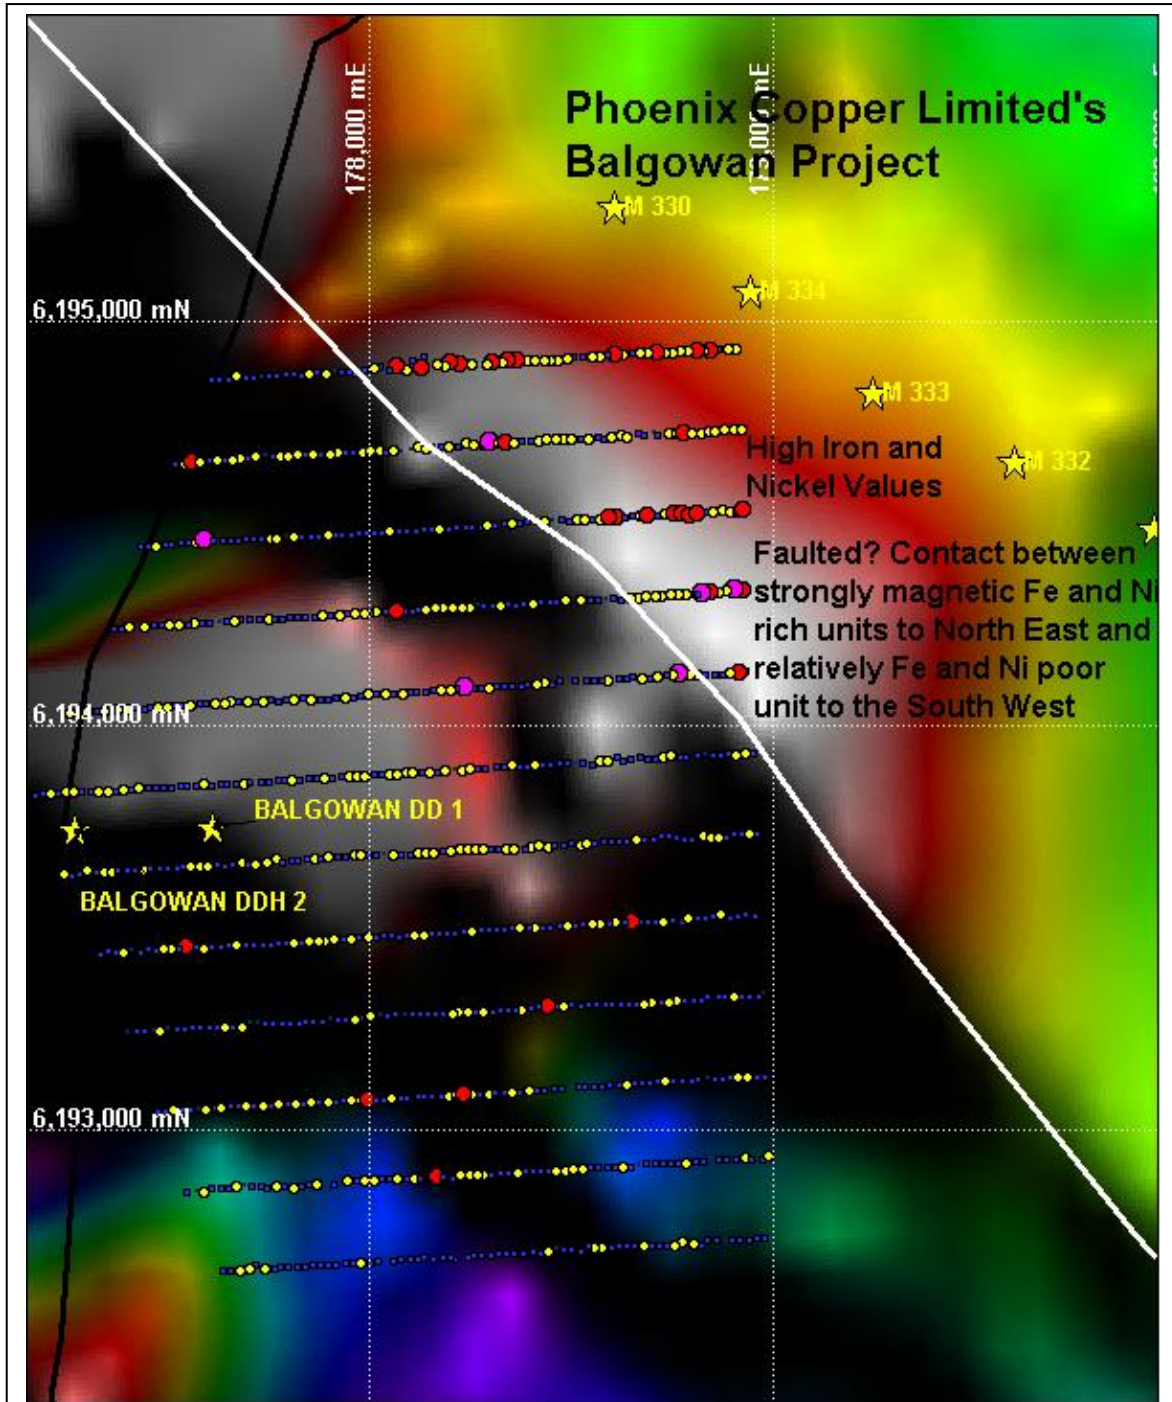 178,000 mE
179,000 mE
Phoenix Copper Limited's
Balgowan Project
M 330
M 334
6,195,000 mN
M 333
M 332
High Iron and
Nickel Values
Faulted? Contact between
strongly magnetic Fe and Ni
rich units to North East and
relatively Fe and Ni poor
unit to the South West
6,194,000 mN
BALGOWAN DD 1
BALGOWAN DDH 2
6,193,000 mN